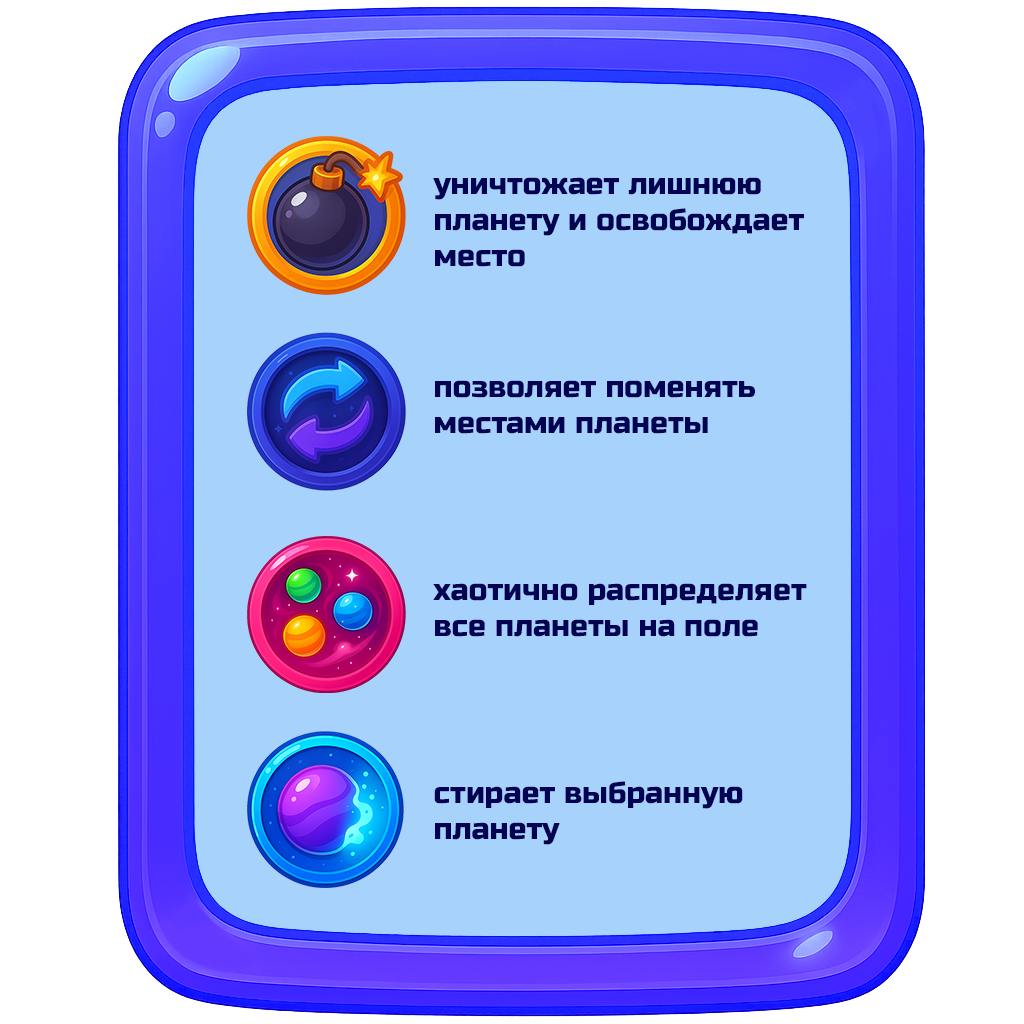 уничтожает лишнюю
планету и освобождает
место
позволяет поменять
местами планеты
хаотично распределяет
все планеты на поле
стирает выбранную
планету